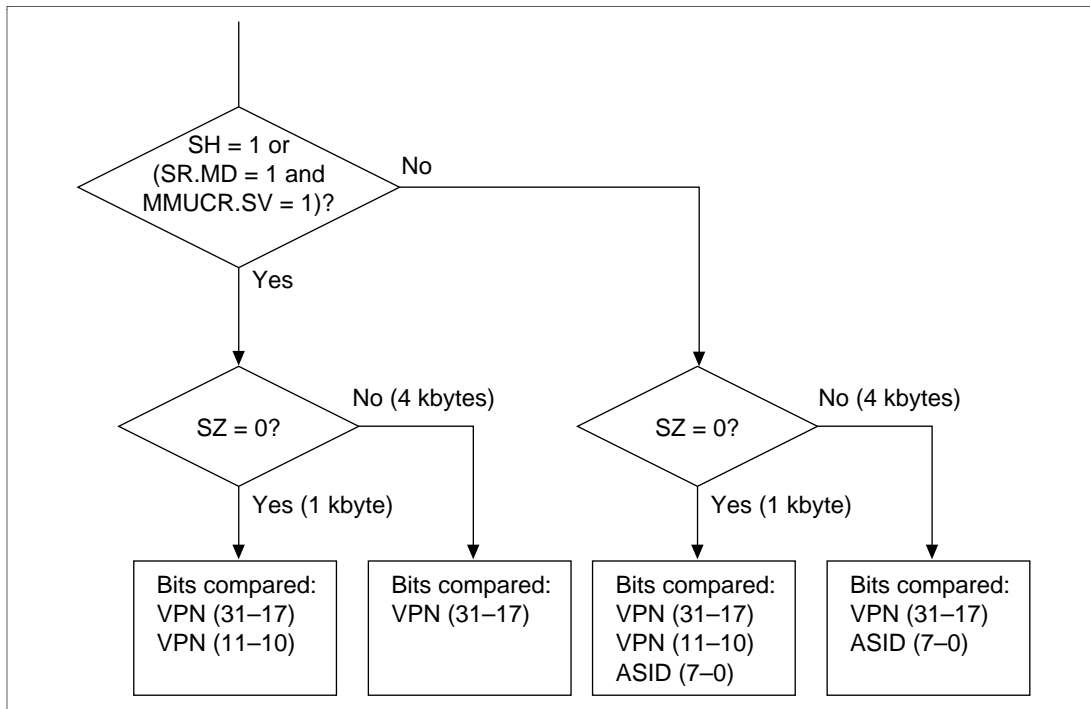 SH = 1 or
(SR.MD = 1 and
MMUCR.SV = 1)?
No
Yes
SZ = 0?
No (4 kbytes)
Yes (1 kbyte)
SZ = 0?
No (4 kbytes)
Yes (1 kbyte)
Bits compared:
VPN (31–17)
VPN (11–10)
Bits compared:
VPN (31–17)
Bits compared:
VPN (31–17)
VPN (11–10)
ASID (7–0)
Bits compared:
VPN (31–17)
ASID (7–0)